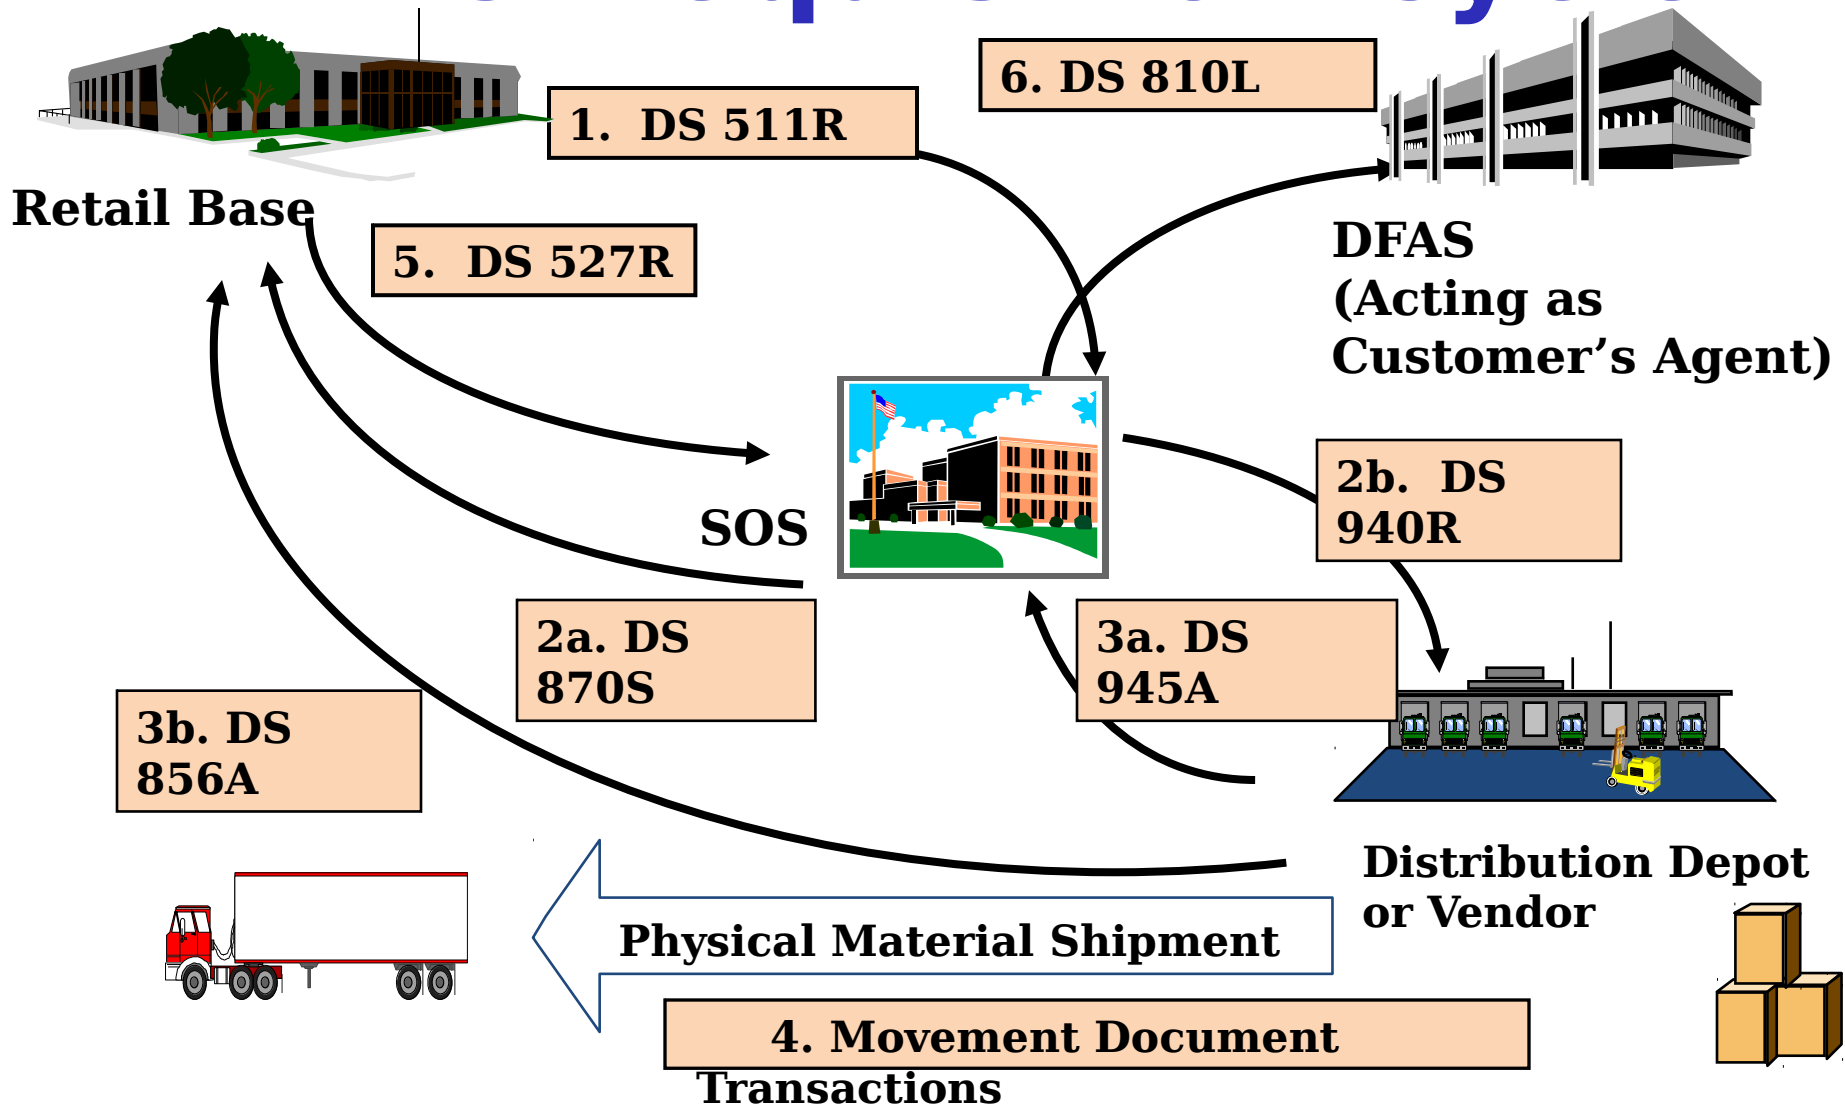 6. DS 810L
1. DS 511R
Retail Base
5. DS 527R
DFAS
(Acting as
Customer’s Agent)
2b. DS
940R
SOS
2a. DS
870S
3a. DS
945A
3b. DS
856A
Distribution Depot
or Vendor
Physical Material Shipment
4. Movement Document
Transactions